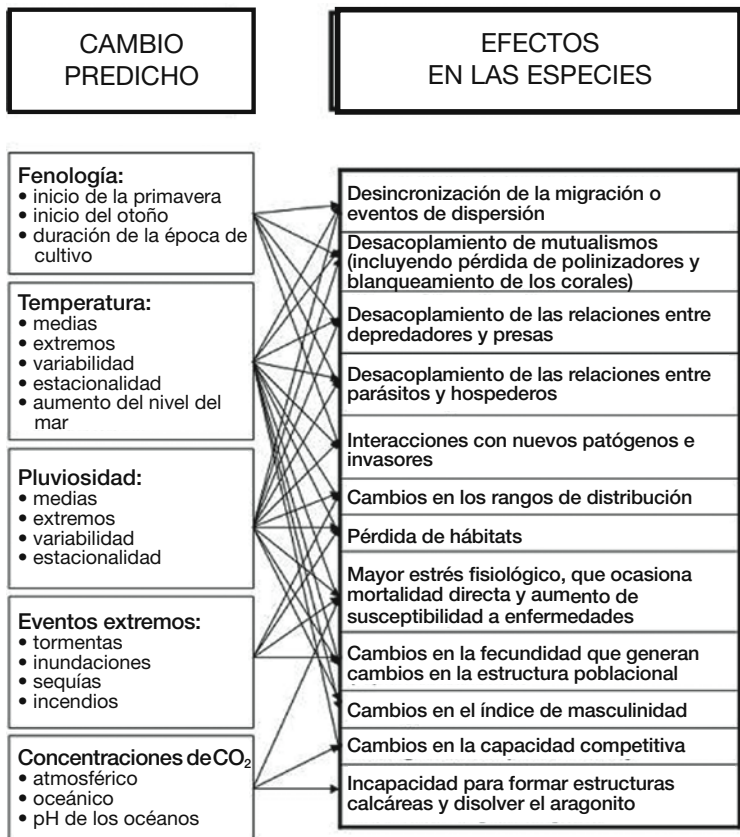 CAMBIO
PREDICHO
EFECTOS
EN LAS ESPECIES
Fenología:
• inicio de la primavera
• inicio del otoño
• duración de la época de
cultivo
Temperatura:
• medias
• extremos
• variabilidad
• estacionalidad
• aumento del nivel del
mar
Pluviosidad:
• medias
• extremos
• variabilidad
• estacionalidad
Eventos extremos:
• tormentas
• inundaciones
• sequías
• incendios
Concentraciones de CO₂
• atmosférico
• oceánico
• pH de los océanos
Desincronización de la migración o
eventos de dispersión
Desacoplamiento de mutualismos
(incluyendo pérdida de polinizadores y
blanqueamiento de los corales)
Desacoplamiento de las relaciones entre
depredadores y presas
Desacoplamiento de las relaciones entre
parásitos y hospederos
Interacciones con nuevos patógenos e
invasores
Cambios en los rangos de distribución
Pérdida de hábitats
Mayor estrés fisiológico, que ocasiona
mortalidad directa y aumento de
susceptibilidad a enfermedades
Cambios en la fecundidad que generan
cambios en la estructura poblacional
Cambios en el índice de masculinidad
Cambios en la capacidad competitiva
Incapacidad para formar estructuras
calcáreas y disolver el aragonito